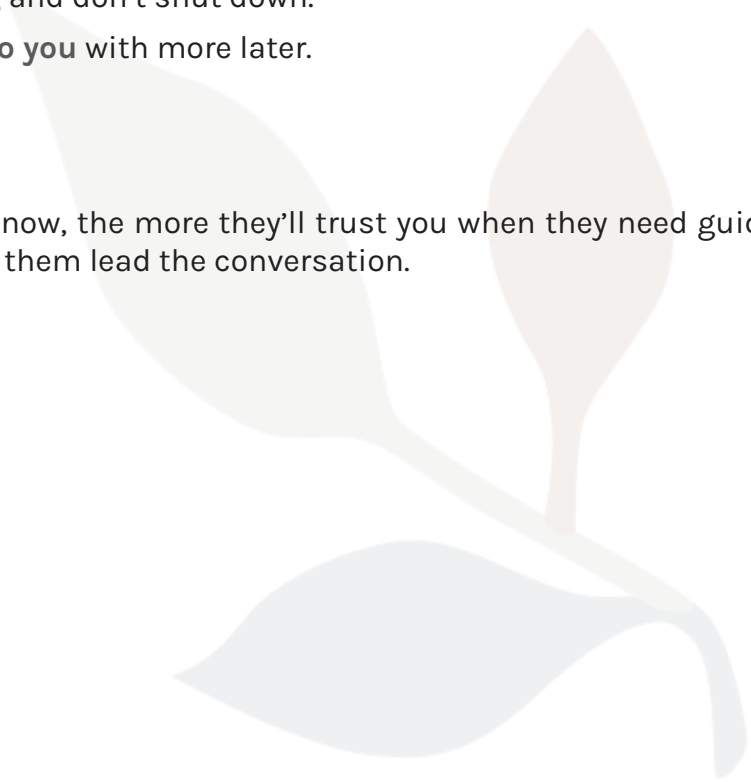 and don't shut down.
o you with more later.
now, the more they'll trust you when they need guid
them lead the conversation.